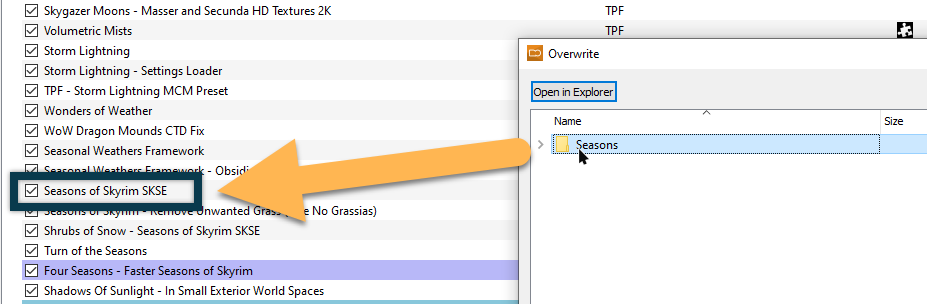 Skygazer Moons - Masser and Secunda HD Textures 2K TPF
Volumetric Mists TPF
Storm Lightning
Storm Lightning - Settings Loader
TPF - Storm Lightning MCM Preset
Wonders of Weather
WoW Dragon Mounds CTD Fix
Seasonal Weathers Framework
Seasonal Weathers Framework - Obsidi
Seasons of Skyrim SKSE
Seasons of Skyrim - Remove Unwanted Grass ( No Grassias)
Shrubs of Snow - Seasons of Skyrim SKSE
Turn of the Seasons
Four Seasons - Faster Seasons of Skyrim
Shadows Of Sunlight - In Small Exterior World Spaces
Overwrite
Open in Explorer
Name Size
Seasons